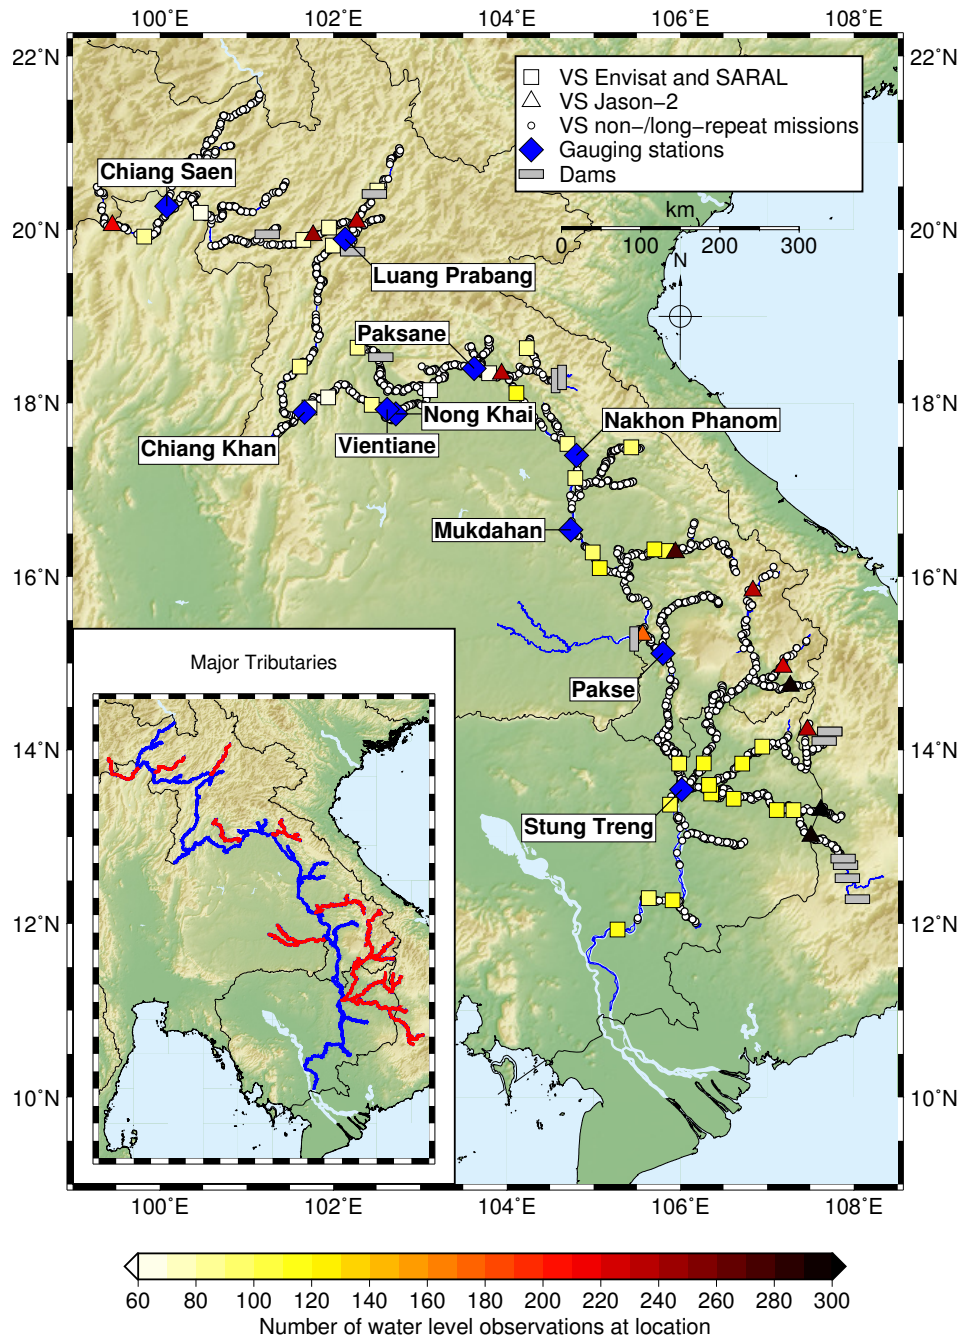 100°E 102°E 104°E 106°E 108°E
22°N 22°N
VS Envisat and SARAL
VS Jason−2
VS non−/long−repeat missions
Gauging stations
Dams
Chiang Saen
20°N 20°N
km
0 100 200 300
N
Luang Prabang
Paksane
18°N 18°N
Nong Khai
Nakhon Phanom
Chiang Khan
Vientiane
Mukdahan
16°N 16°N
Major Tributaries
Pakse
14°N 14°N
Stung Treng
12°N 12°N
10°N 10°N
100°E 102°E 104°E 106°E 108°E
60 80 100 120 140 160 180 200 220 240 260 280 300
Number of water level observations at location